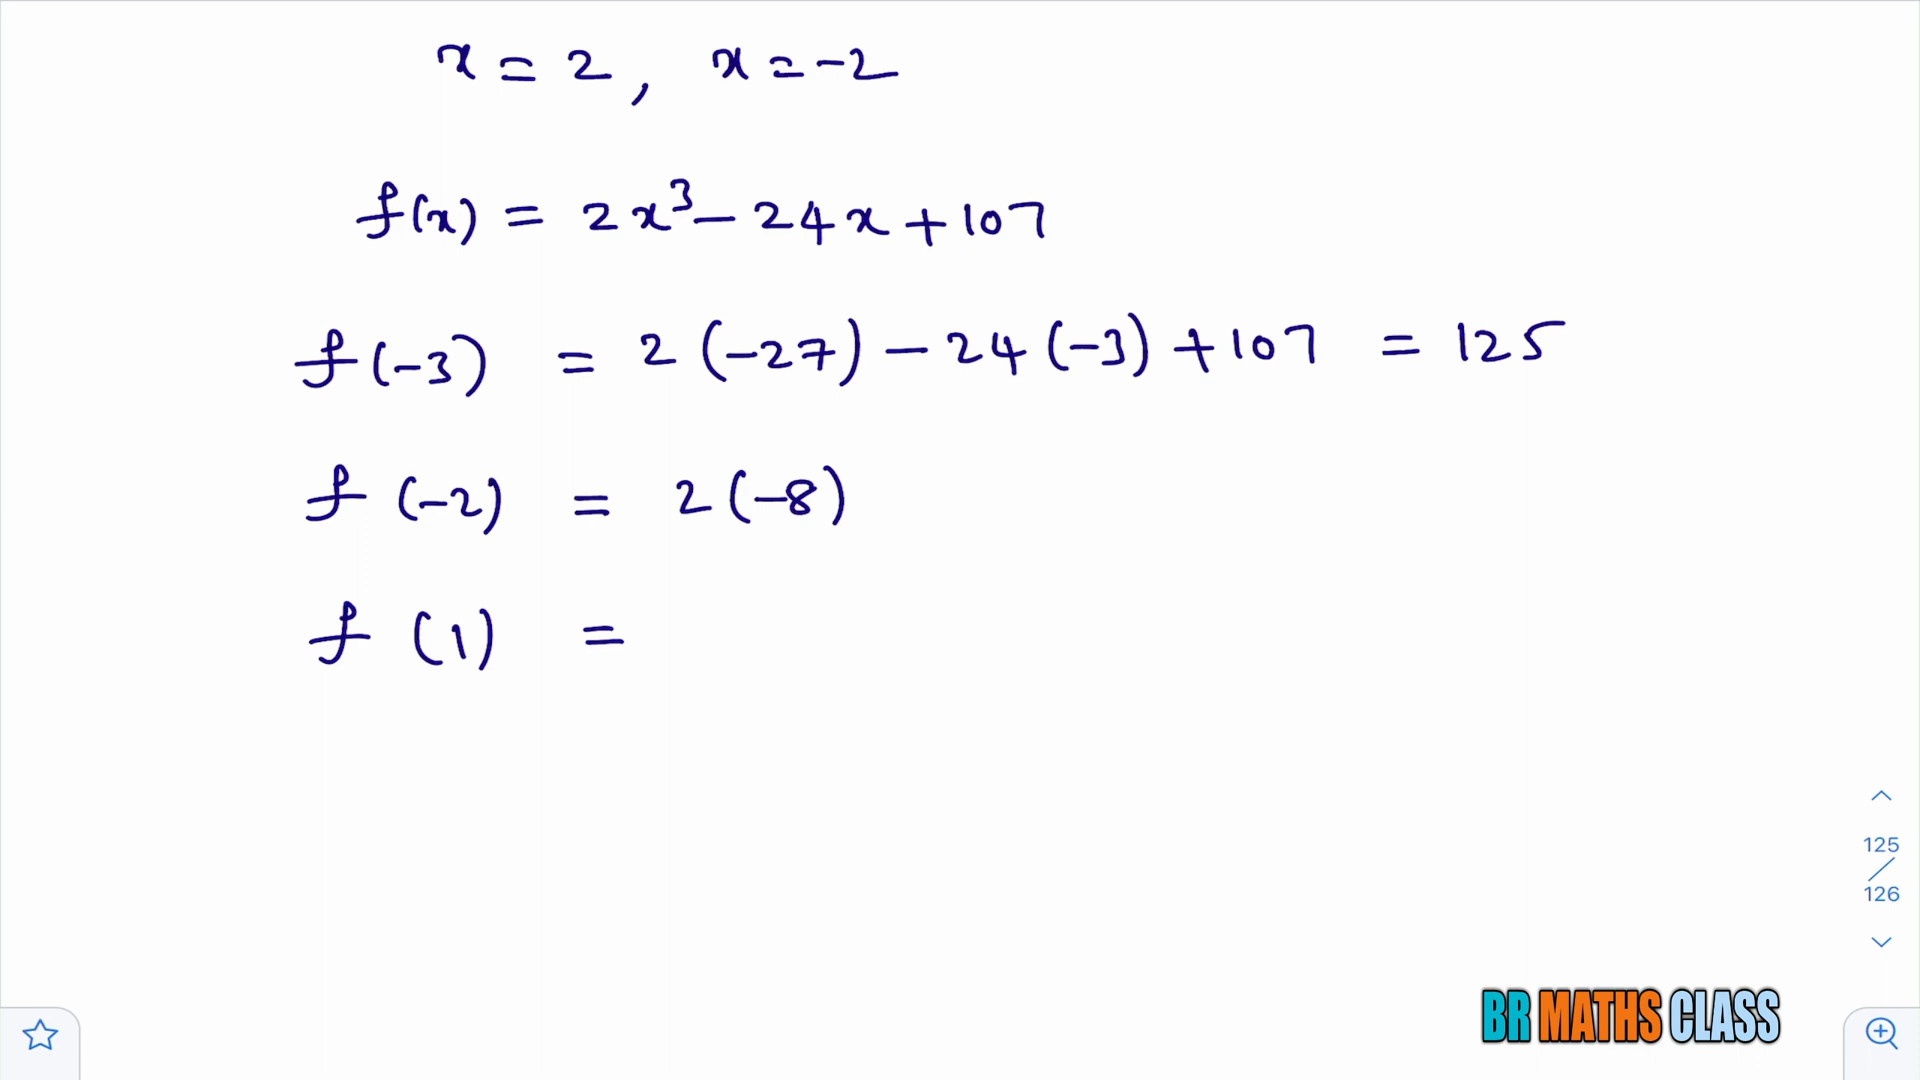 x = 2, x = -2
f(x) = 2x³ - 24x + 107
f(-3) = 2(-27) - 24(-3) + 107 = 125
f(-2) = 2(-8)
f(1) =
125
126
BR MATHS CLASS